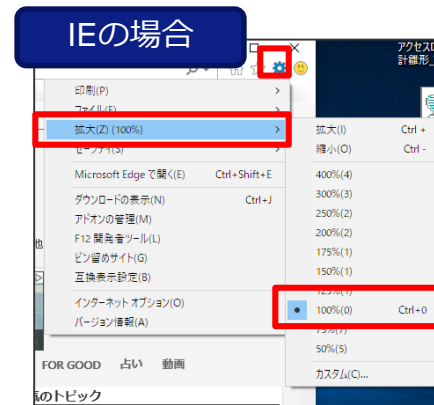 IEの場合
アクセスロ
計雛形_
印刷(P)
ファイル(F)
拡大(Z) (100%)
セーフティ(S)
Microsoft Edge で開く(E) Ctrl+Shift+E
ダウンロードの表示(N) Ctrl+J
アドオンの管理(M)
F12 開発者ツール(L)
ピン留めサイト(G)
互換表示設定(B)
インターネット オプション(O)
バージョン情報(A)
拡大(I) Ctrl +
縮小(O) Ctrl -
400%(4)
300%(3)
250%(2)
200%(2)
175%(1)
150%(1)
125%(1)
100%(0) Ctrl+0
75%(7)
50%(5)
カスタム(C)...
他
FOR GOOD 占い 動画
のトピック